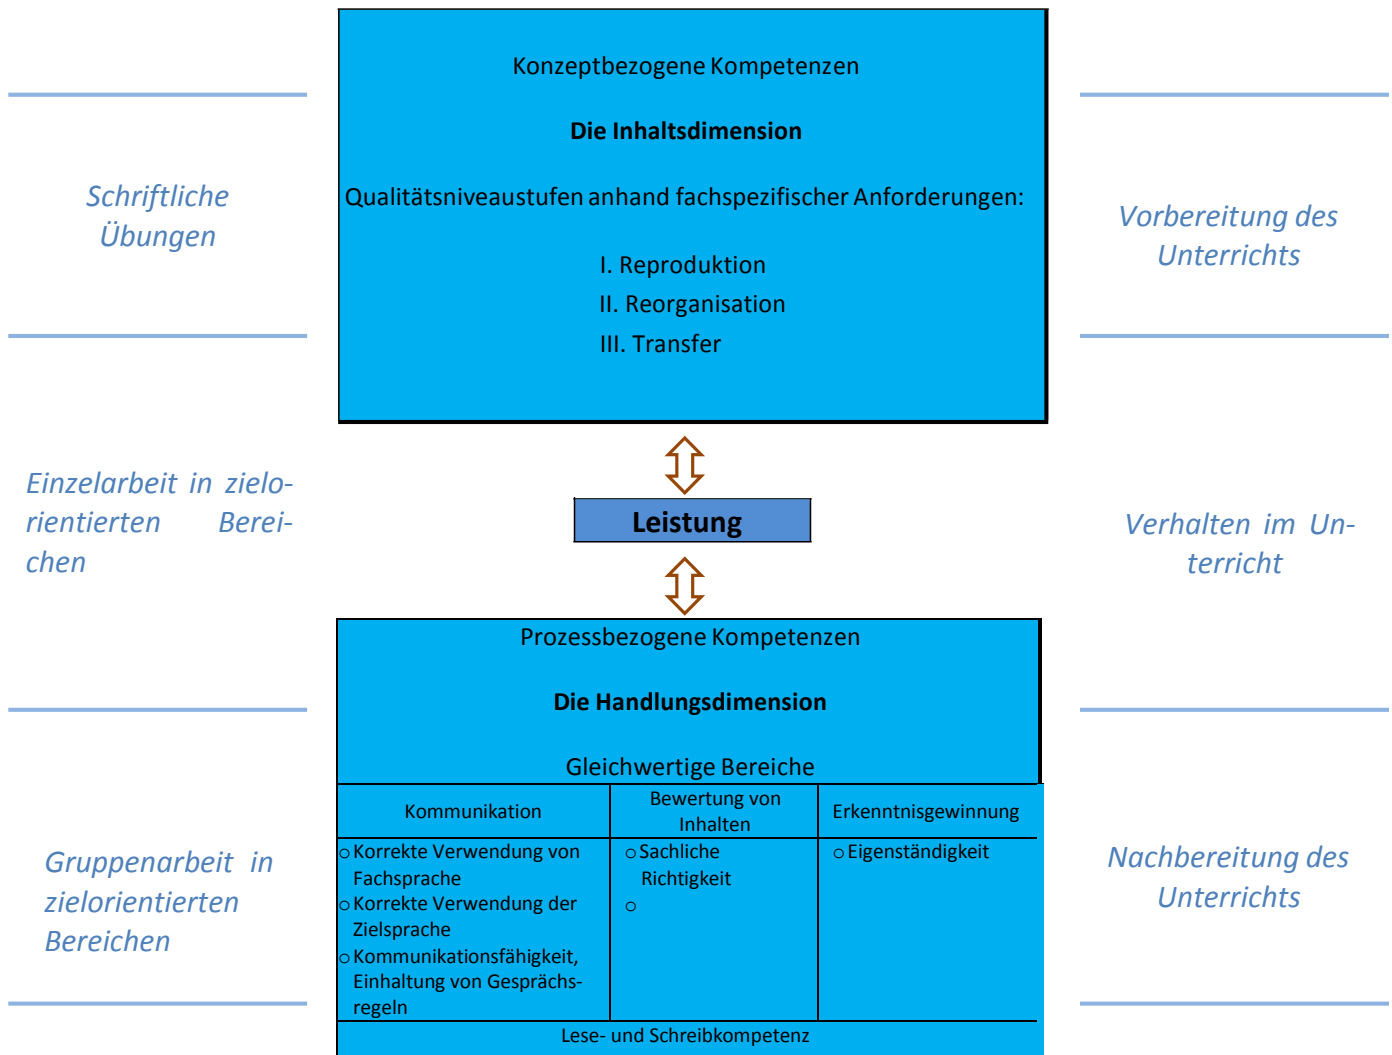 Konzeptbezogene Kompetenzen
Die Inhaltsdimension
Qualitätsniveaustufen anhand fachspezifischer Anforderungen:
I. Reproduktion
II. Reorganisation
III. Transfer
Schriftliche
Übungen
Einzelarbeit in zielo-
rientierten Berei-
chen
Gruppenarbeit in
zielorientierten
Bereichen
Leistung
Prozessbezogene Kompetenzen
Die Handlungsdimension
Gleichwertige Bereiche
Kommunikation
○ Korrekte Verwendung von
Fachsprache
○ Korrekte Verwendung der
Zielsprache
○ Kommunikationsfähigkeit,
Einhaltung von Gesprächs-
regeln
Bewertung von
Inhalten
○ Sachliche
Richtigkeit
○
Erkenntnisgewinnung
○ Eigenständigkeit
Lese- und Schreibkompetenz
Vorbereitung des
Unterrichts
Verhalten im Un-
terricht
Nachbereitung des
Unterrichts